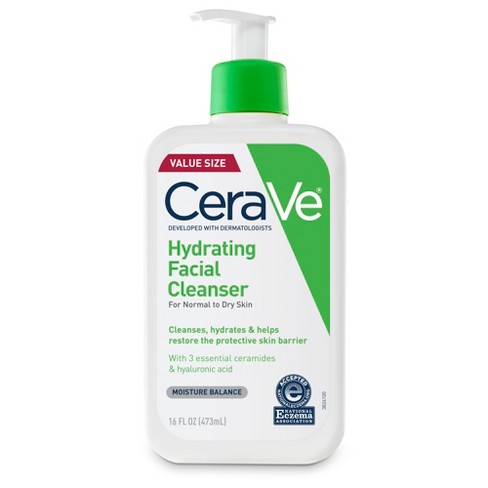 VALUE SIZE
CeraVe®
DEVELOPED WITH DERMATOLOGISTS
Hydrating
Facial
Cleanser
For Normal to Dry Skin
Cleanses, hydrates & helps
restore the protective skin barrier
With 3 essential ceramides
& hyaluronic acid
MOISTURE BALANCE
16 FL OZ (473mL)
ACCEPTED
e
NATIONAL
Eczema
ASSOCIATION